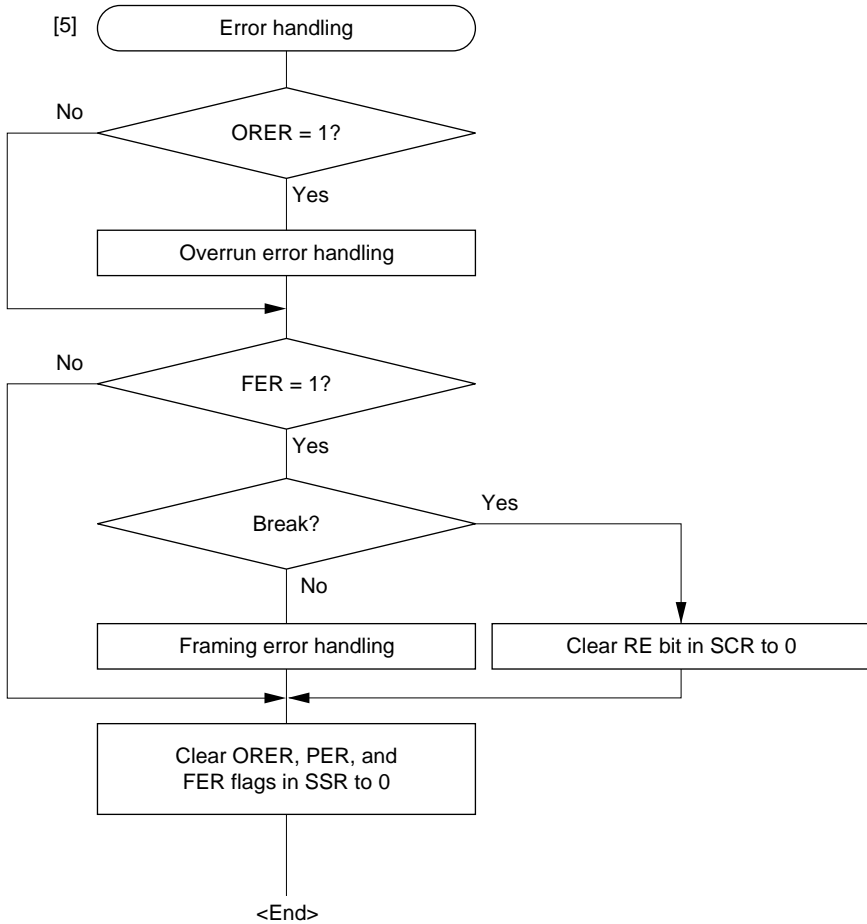 [5]
Error handling
No
ORER = 1?
Yes
Overrun error handling
No
FER = 1?
Yes
Break?
Yes
No
Framing error handling
Clear RE bit in SCR to 0
Clear ORER, PER, and
FER flags in SSR to 0
<End>